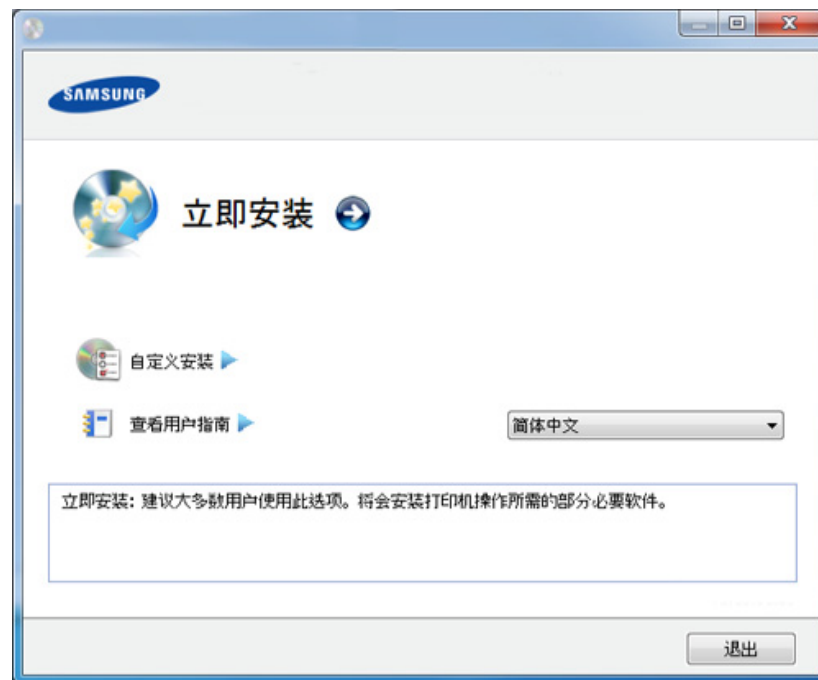 SAMSUNG
立即安装
自定义安装
查看用户指南
简体中文
立即安装: 建议大多数用户使用此选项。将会安装打印机操作所需的部分必要软件。
退出